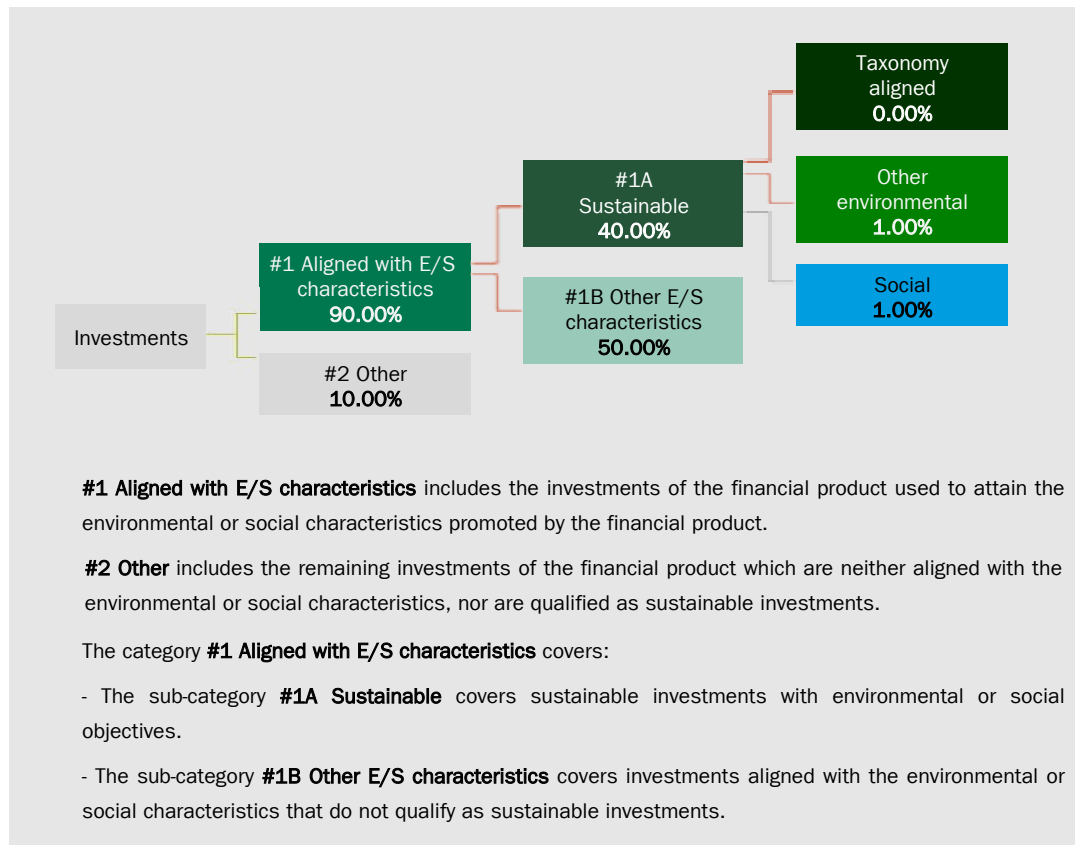 Taxonomy
aligned
0.00%
#1A
Sustainable
40.00%
Other
environmental
1.00%
#1 Aligned with E/S
characteristics
90.00%
#1B Other E/S
characteristics
50.00%
Social
1.00%
Investments
#2 Other
10.00%
#1 Aligned with E/S characteristics includes the investments of the financial product used to attain the
environmental or social characteristics promoted by the financial product.
#2 Other includes the remaining investments of the financial product which are neither aligned with the
environmental or social characteristics, nor are qualified as sustainable investments.
The category #1 Aligned with E/S characteristics covers:
- The sub-category #1A Sustainable covers sustainable investments with environmental or social
objectives.
- The sub-category #1B Other E/S characteristics covers investments aligned with the environmental or
social characteristics that do not qualify as sustainable investments.